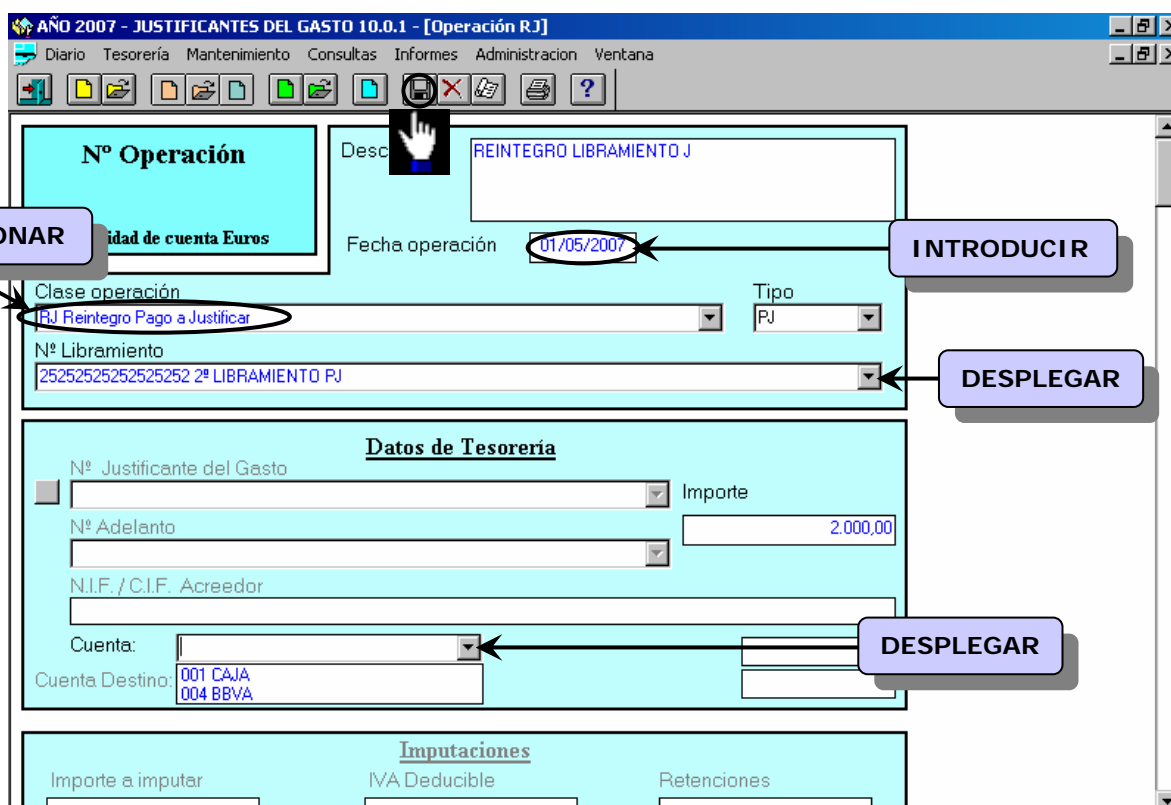 AÑO 2007 - JUSTIFICANTES DEL GASTO 10.0.1 - [Operación RJ]
Diario Tesorería Mantenimiento Consultas Informes Administracion Ventana
?
Nº Operación
idad de cuenta Euros
Desc
REINTEGRO LIBRAMIENTO J
Fecha operación 01/05/2007
ONAR
INTRODUCIR
Clase operación Tipo
RJ Reintegro Pago a Justificar PJ
Nº Libramiento
25252525252525252 2º LIBRAMIENTO PJ
DESPLEGAR
Datos de Tesorería
Nº Justificante del Gasto
Importe
Nº Adelanto
2.000,00
N.I.F. / C.I.F. Acreedor
Cuenta:
DESPLEGAR
Cuenta Destino:
001 CAJA
004 BBVA
Imputaciones
Importe a imputar IVA Deducible Retenciones